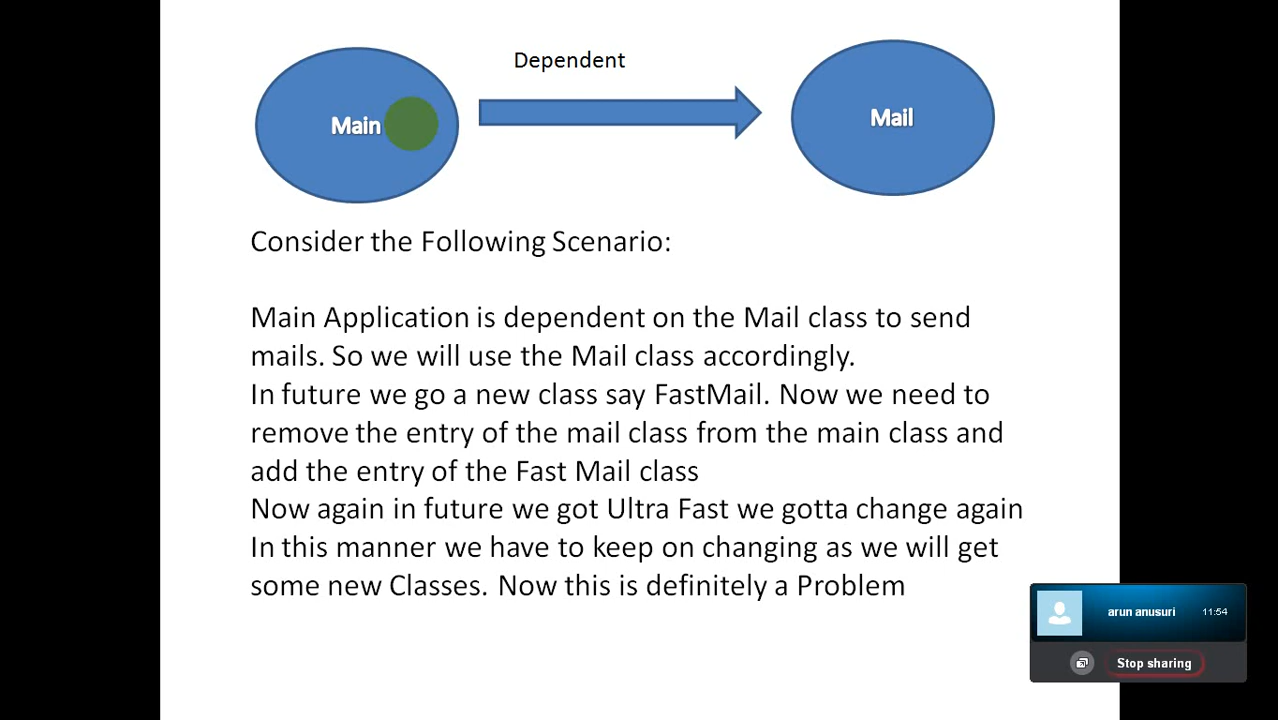 Dependent
Main
Mail
Consider the Following Scenario:
Main Application is dependent on the Mail class to send
mails. So we will use the Mail class accordingly.
In future we go a new class say FastMail. Now we need to
remove the entry of the mail class from the main class and
add the entry of the Fast Mail class
Now again in future we got Ultra Fast we gotta change again
In this manner we have to keep on changing as we will get
some new Classes. Now this is definitely a Problem
arun anusuri 11:54
Stop sharing